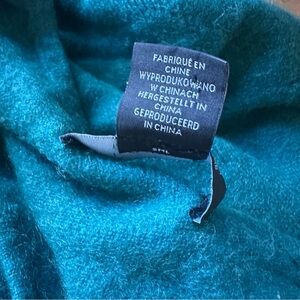 FABRIQUÉ EN
CHINE
WYPRODUKOWANO
W CHINACH
HERGESTELLT IN
CHINA
GEPRODUCEERD
IN CHINA